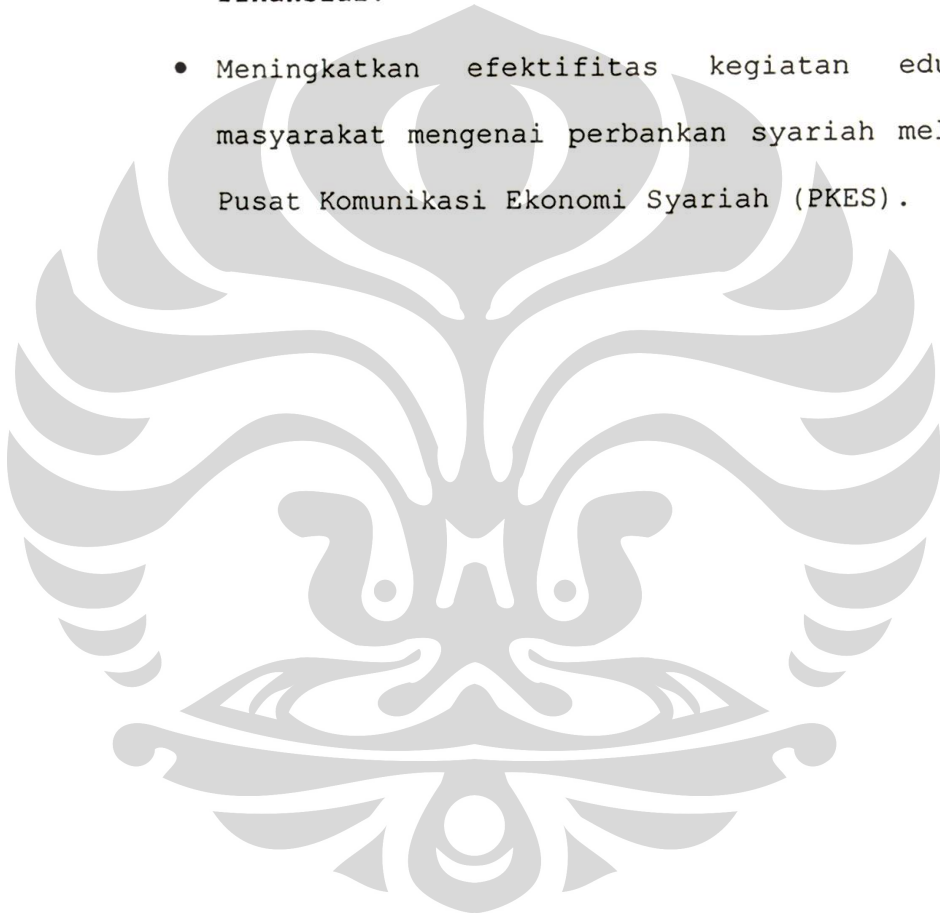 • Meningkatkan efektifitas kegiatan
masyarakat mengenai perbankan syariah
Pusat Komunikasi Ekonomi Syariah (PKES).